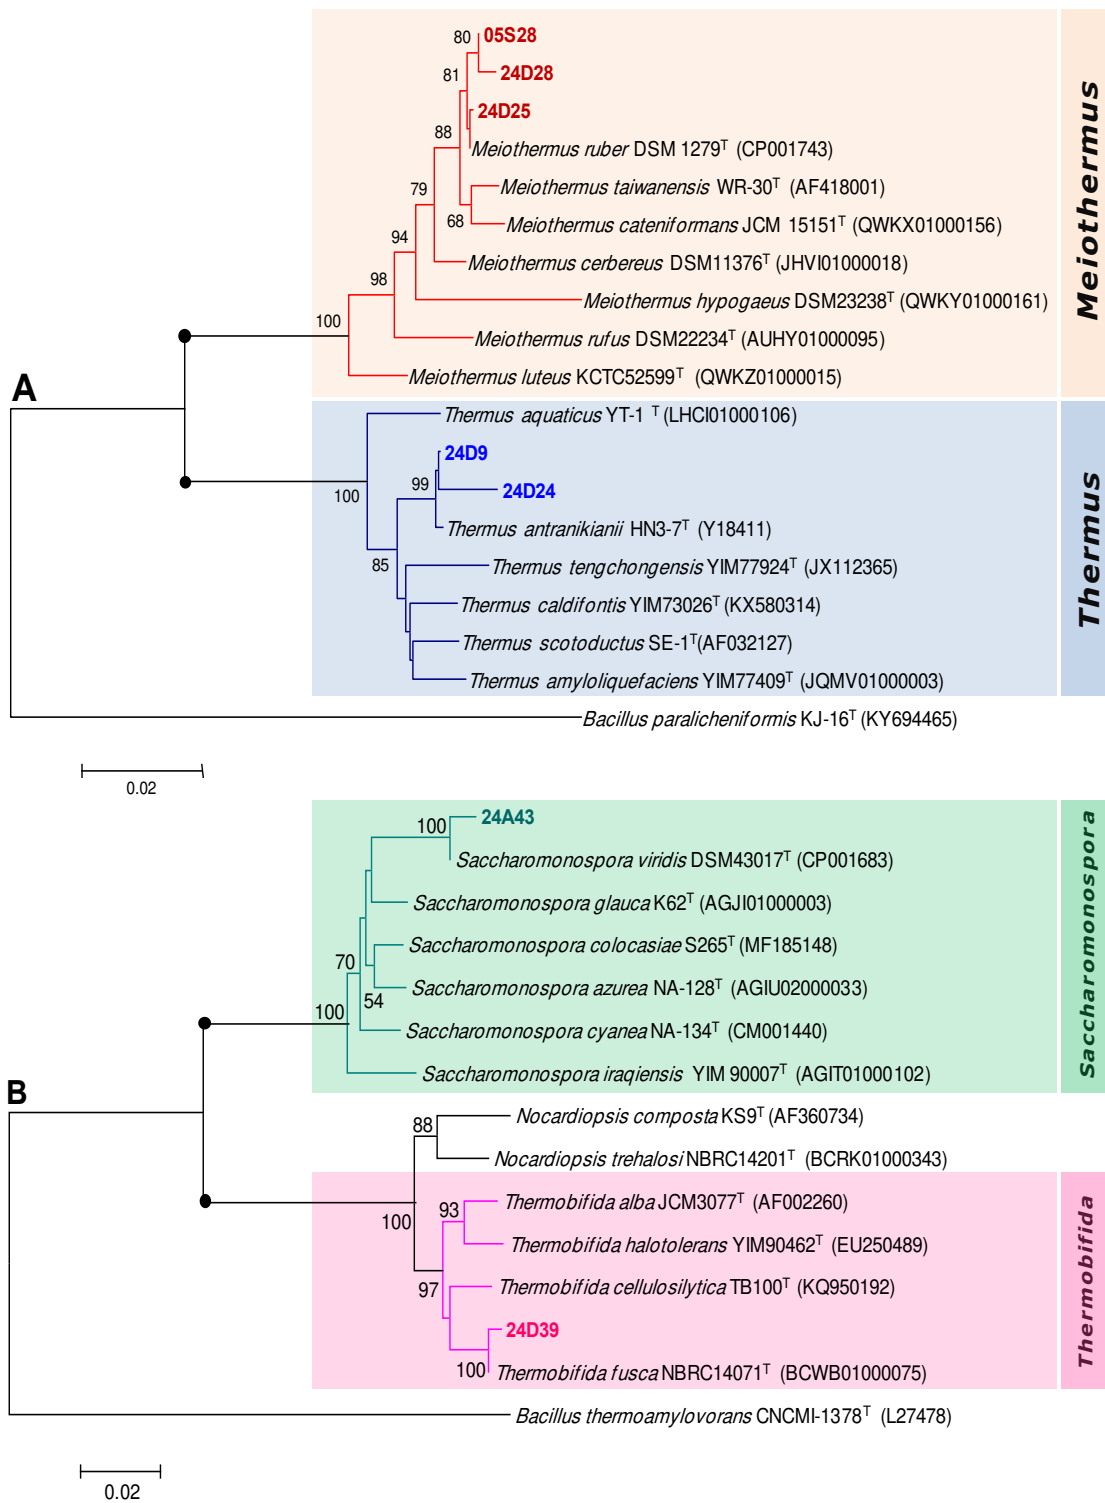 80
05S28
24D28
81
24D25
88
Meiothermus ruber DSM 1279T (CP001743)
79
Meiothermus taiwanensis WR-30T (AF418001)
68
Meiothermus cateniformans JCM 15151T (QWKX01000156)
94
Meiothermus cerbereus DSM11376T (JHVI01000018)
98
Meiothermus hypogaeus DSM23238T (QWKY01000161)
100
Meiothermus rufus DSM22234T (AUHY01000095)
Meiothermus luteus KCTC52599T (QWKZ01000015)
Meiothermus
A
Thermus aquaticus YT-1 T (LHCI01000106)
24D9
99
24D24
100
Thermus antranikianii HN3-7T (Y18411)
85
Thermus tengchongensis YIM77924T (JX112365)
Thermus caldifontis YIM73026T (KX580314)
Thermus scotoductus SE-1T(AF032127)
Thermus amyloliquefaciens YIM77409T (JQMV01000003)
Thermus
Bacillus paralicheniformis KJ-16T (KY694465)
0.02
24A43
100
Saccharomonospora viridis DSM43017T (CP001683)
Saccharomonospora glauca K62T (AGJI01000003)
Saccharomonospora colocasiae S265T (MF185148)
70
54
Saccharomonospora azurea NA-128T (AGIU02000033)
100
Saccharomonospora cyanea NA-134T (CM001440)
Saccharomonospora iraqiensis YIM 90007T (AGIT01000102)
Saccharomonospora
B
88
Nocardiopsis composta KS9T (AF360734)
Nocardiopsis trehalosi NBRC14201T (BCRK01000343)
100
93
Thermobifida alba JCM3077T (AF002260)
Thermobifida halotolerans YIM90462T (EU250489)
97
Thermobifida cellulosilytica TB100T (KQ950192)
24D39
100
Thermobifida fusca NBRC14071T (BCWB01000075)
Thermobifida
Bacillus thermoamylovorans CNCMI-1378T (L27478)
0.02